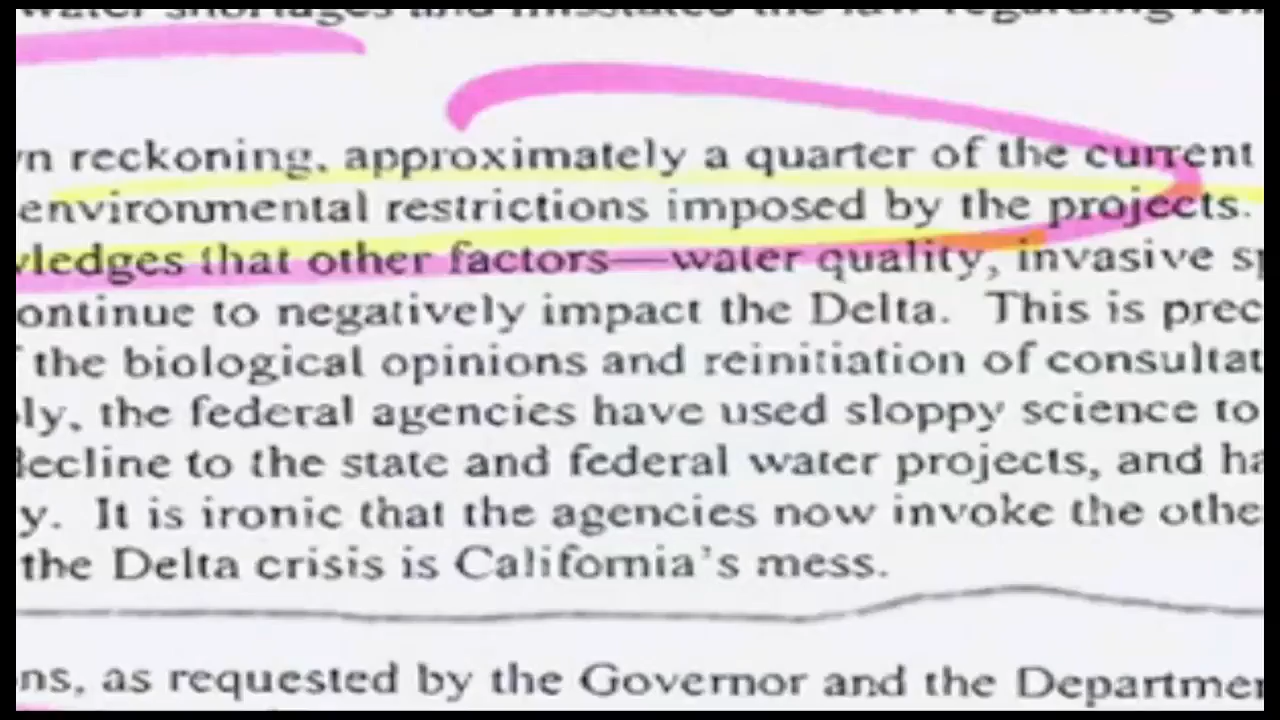 water shortages and misstated the law regarding
reckoning, approximately a quarter of the current
environmental restrictions imposed by the projects.
that other factors—water quality, invasive
ontinue to negatively impact the Delta. This is prec
the biological opinions and reinitiation of consultat
ly, the federal agencies have used sloppy science to
decline to the state and federal water projects, and ha
y. It is ironic that the agencies now invoke the othe
the Delta crisis is California's mess.
ns, as requested by the Governor and the Departme